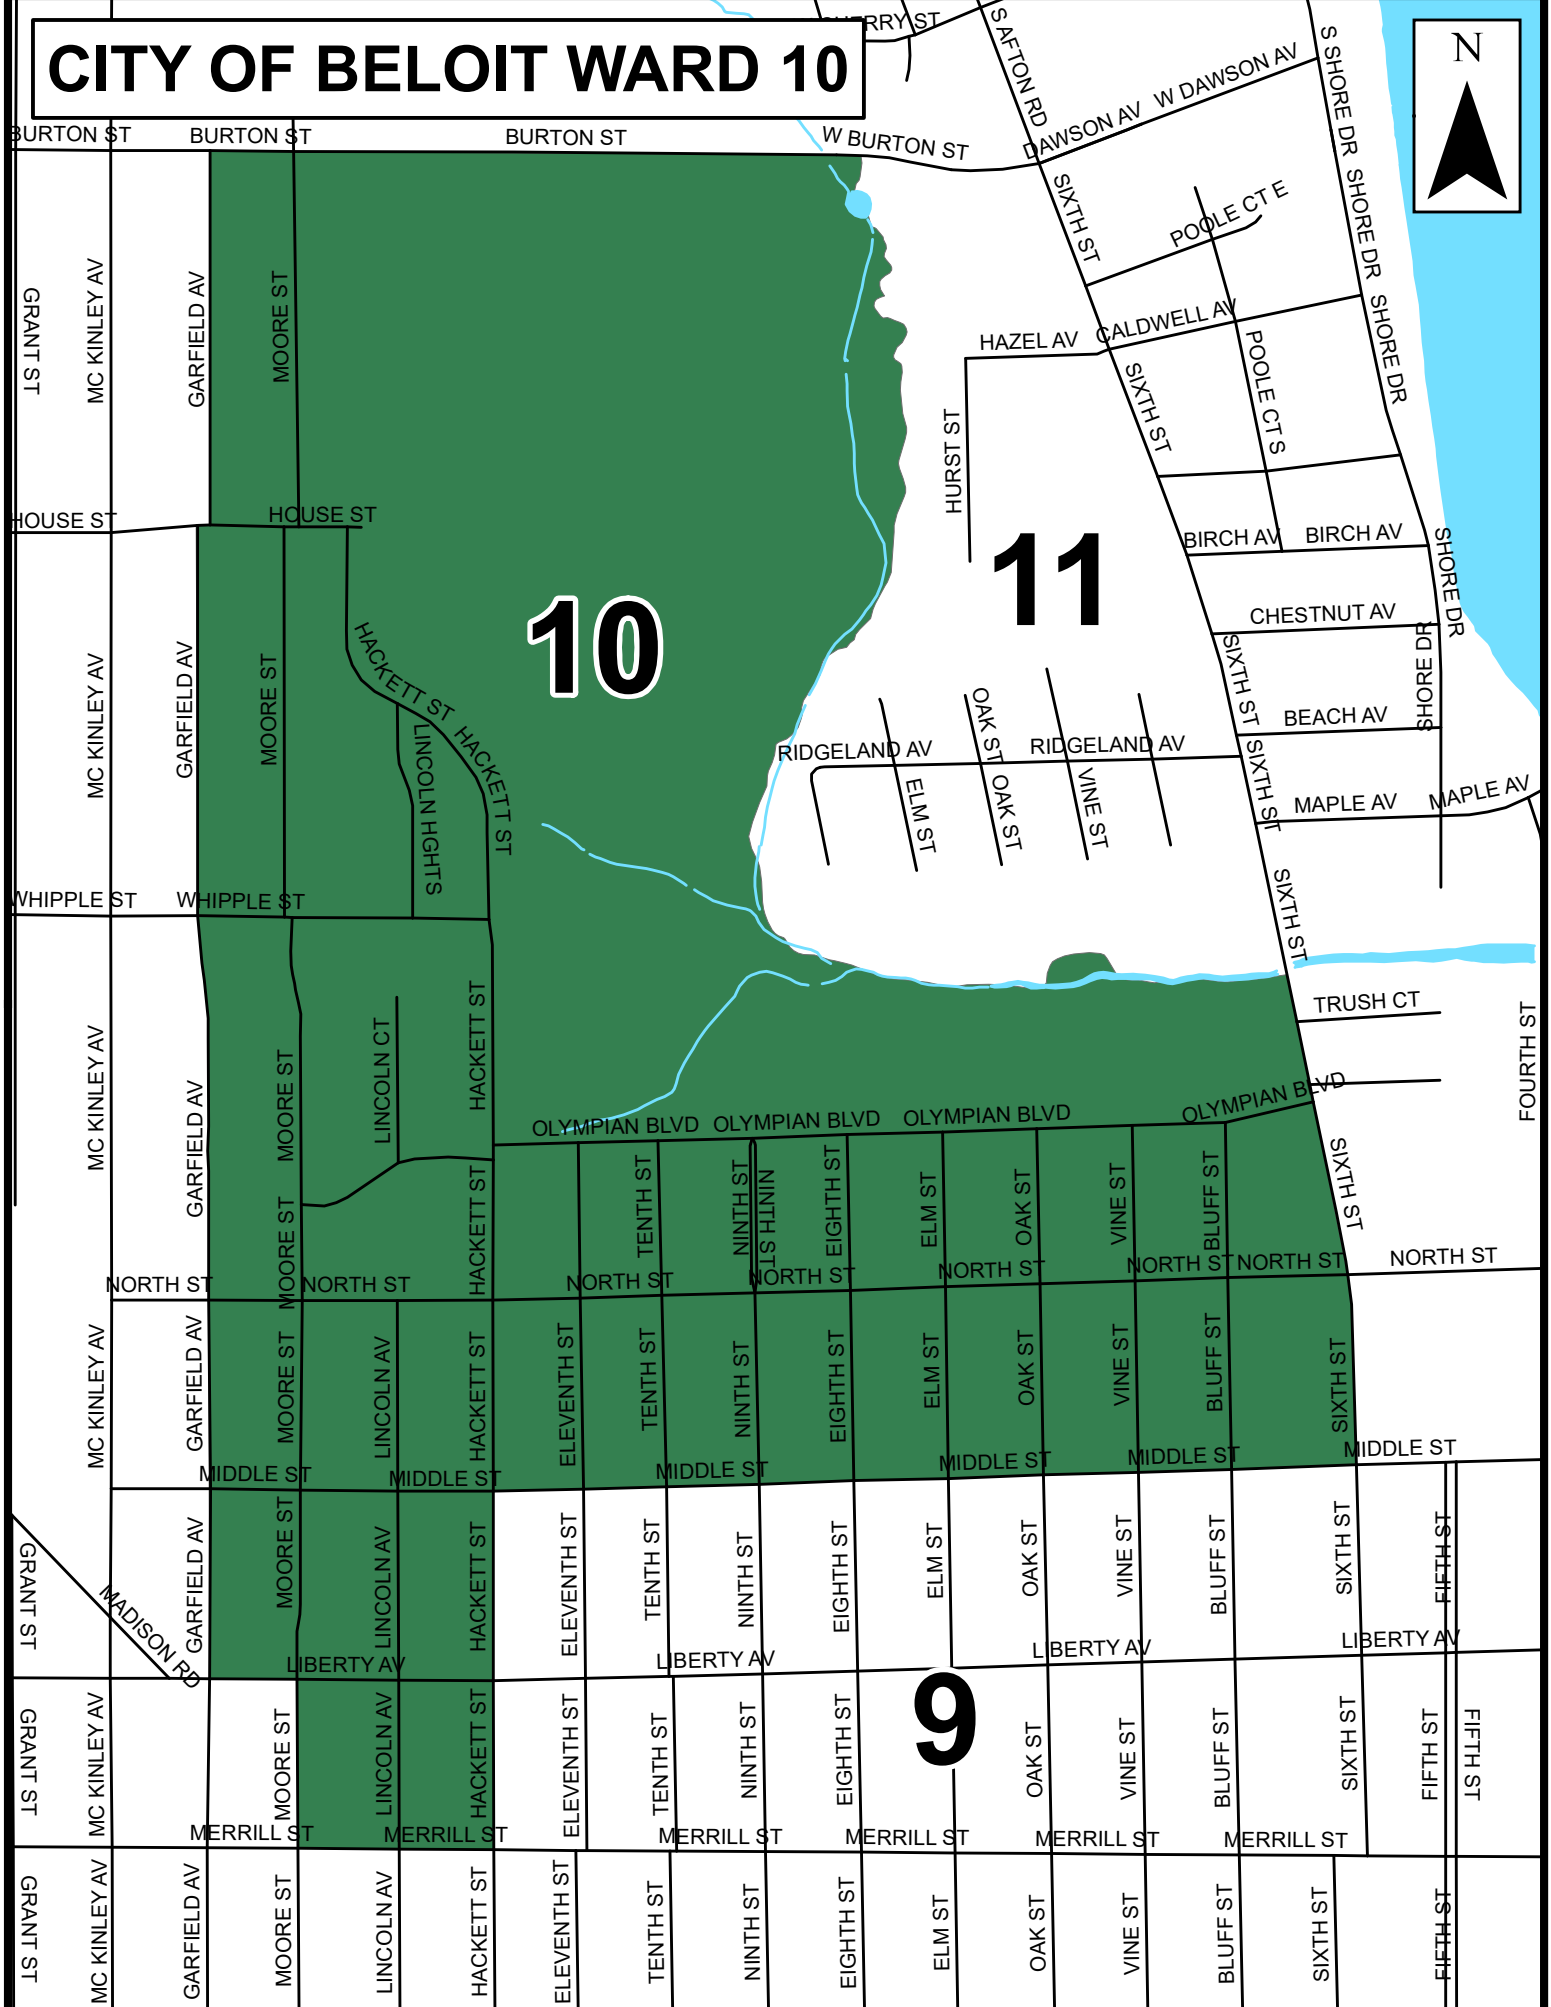 CITY OF BELOIT WARD 10
N
S AFTON RD
S SHORE DR
W DAWSON AV
DAWSON AV
BURTON ST
BURTON ST
BURTON ST
W BURTON ST
SIXTH ST
POOLE CT E
SHORE DR
GRANT ST
MC KINLEY AV
GARFIELD AV
MOORE ST
HAZEL AV
CALDWELL AV
SHORE DR
POOLE CT S
SIXTH ST
HURST ST
HOUSE ST
HOUSE ST
10
11
BIRCH AV
BIRCH AV
SHORE DR
CHESTNUT AV
MC KINLEY AV
GARFIELD AV
MOORE ST
HACKETT ST
HACKETT ST
LINCOLN HGHTS
SIXTH ST
SHORE DR
BEACH AV
RIDGELAND AV
OAK ST
RIDGELAND AV
ELM ST
OAK ST
VINE ST
SIXTH ST
MAPLE AV
MAPLE AV
WHIPPLE ST
WHIPPLE ST
SIXTH ST
TRUSH CT
FOURTH ST
MC KINLEY AV
GARFIELD AV
MOORE ST
LINCOLN CT
HACKETT ST
OLYMPIAN BLVD
OLYMPIAN BLVD
OLYMPIAN BLVD
OLYMPIAN BLVD
MOORE ST
HACKETT ST
TENTH ST
NINTH ST
NINTH ST
EIGHTH ST
ELM ST
OAK ST
VINE ST
BLUFF ST
SIXTH ST
NORTH ST
NORTH ST
NORTH ST
NORTH ST
NORTH ST
NORTH ST
NORTH ST
NORTH ST
MC KINLEY AV
GARFIELD AV
MOORE ST
LINCOLN AV
HACKETT ST
ELEVENTH ST
TENTH ST
NINTH ST
EIGHTH ST
ELM ST
OAK ST
VINE ST
BLUFF ST
SIXTH ST
MIDDLE ST
MIDDLE ST
MIDDLE ST
MIDDLE ST
MIDDLE ST
MIDDLE ST
GRANT ST
MADISON RD
GARFIELD AV
MOORE ST
LINCOLN AV
HACKETT ST
ELEVENTH ST
TENTH ST
NINTH ST
EIGHTH ST
ELM ST
OAK ST
VINE ST
BLUFF ST
SIXTH ST
FIFTH ST
LIBERTY AV
LIBERTY AV
LIBERTY AV
LIBERTY AV
9
GRANT ST
MC KINLEY AV
MOORE ST
LINCOLN AV
HACKETT ST
ELEVENTH ST
TENTH ST
NINTH ST
EIGHTH ST
OAK ST
VINE ST
BLUFF ST
SIXTH ST
FIFTH ST
FIFTH ST
MERRILL ST
MERRILL ST
MERRILL ST
MERRILL ST
MERRILL ST
MERRILL ST
GRANT ST
MC KINLEY AV
GARFIELD AV
MOORE ST
LINCOLN AV
HACKETT ST
ELEVENTH ST
TENTH ST
NINTH ST
EIGHTH ST
ELM ST
OAK ST
VINE ST
BLUFF ST
SIXTH ST
FIFTH ST